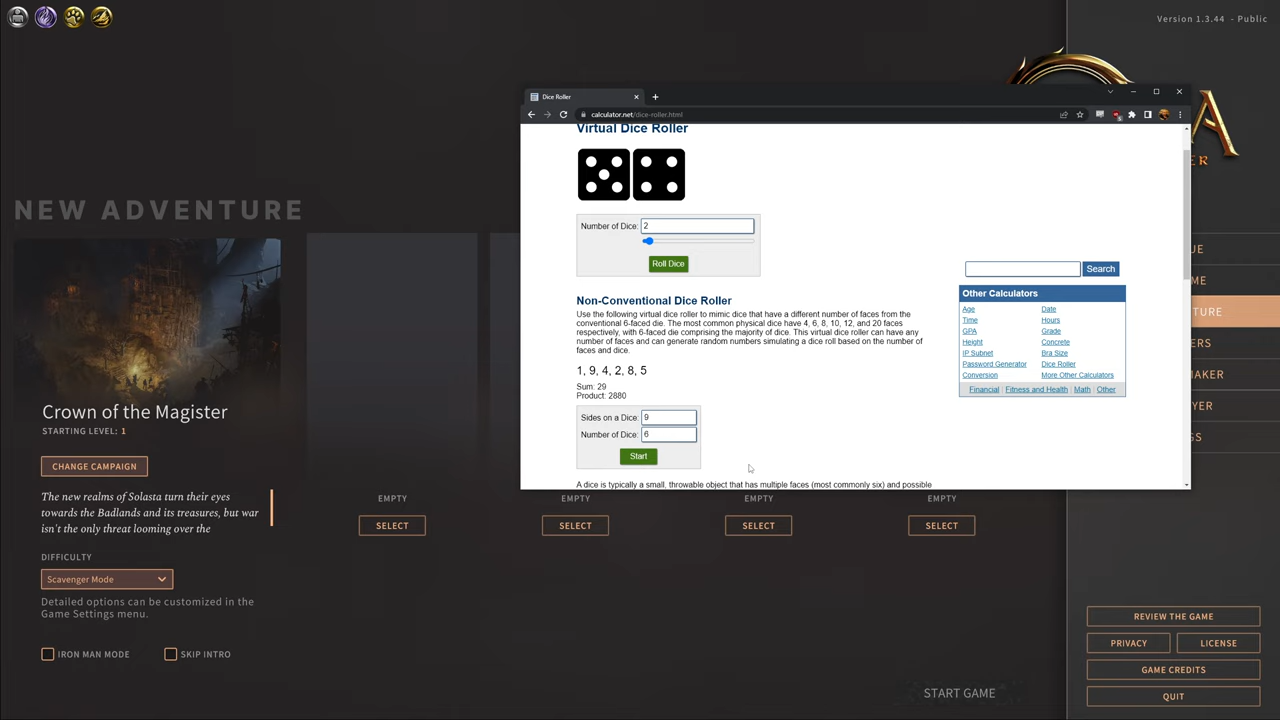 Version 1.3.44 - Public
NEW ADVENTURE
Crown of the Magister
STARTING LEVEL: 1
CHANGE CAMPAIGN
The new realms of Solasta turn their eyes
towards the Badlands and its treasures, but war
isn't the only threat looming over the
DIFFICULTY
Scavenger Mode
Detailed options can be customized in the
Game Settings menu.
IRON MAN MODE
SKIP INTRO
EMPTY
EMPTY
EMPTY
EMPTY
SELECT
SELECT
SELECT
SELECT
START GAME
Dice Roller
calculator.net/dice-roller.html
Virtual Dice Roller
Number of Dice: 2
Roll Dice
Non-Conventional Dice Roller
Use the following virtual dice roller to mimic dice that have a different number of faces from the
conventional 6-faced die. The most common physical dice have 4, 6, 8, 10, 12, and 20 faces
respectively, with 6-faced die comprising the majority of dice. This virtual dice roller can have any
number of faces and can generate random numbers simulating a dice roll based on the number of
faces and dice.
1, 9, 4, 2, 8, 5
Sum: 29
Product: 2880
Sides on a Dice: 9
Number of Dice: 6
Start
A dice is typically a small, throwable object that has multiple faces (most commonly six) and possible
Search
Other Calculators
Age Date
Time Hours
GPA Grade
Height Concrete
IP Subnet Bra Size
Password Generator Dice Roller
Conversion More Other Calculators
Financial | Fitness and Health | Math | Other
A
ER
UE
ME
TURE
ERS
MAKER
YER
GS
REVIEW THE GAME
PRIVACY
LICENSE
GAME CREDITS
QUIT